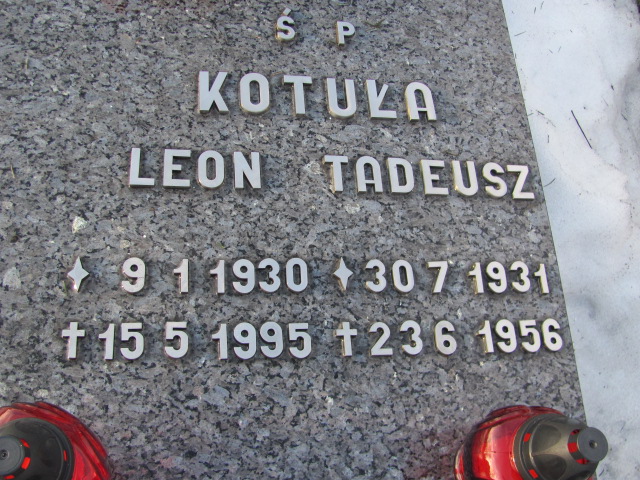 Ś P
KOTUŁA
LEON TADEUSZ
9 1 1930 30 7 1931
15 5 1995 23 6 1956